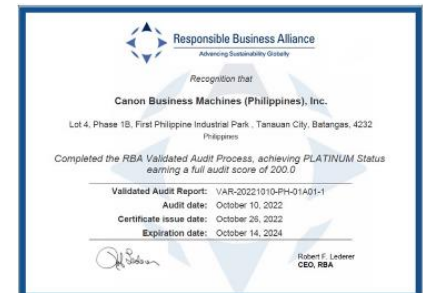 Responsible Business Alliance
Advancing Sustainability Globally
Recognition that
Canon Business Machines (Philippines), Inc.
Lot 4, Phase 1B, First Philippine Industrial Park , Tanauan City, Batangas, 4232
Philippines
Completed the RBA Validated Audit Process, achieving PLATINUM Status
earning a full audit score of 200.0
Validated Audit Report: VAR-20221010-PH-01A01-1
Audit date: October 10, 2022
Certificate issue date: October 26, 2022
Expiration date: October 14, 2024
Robert F. Lederer
CEO, RBA